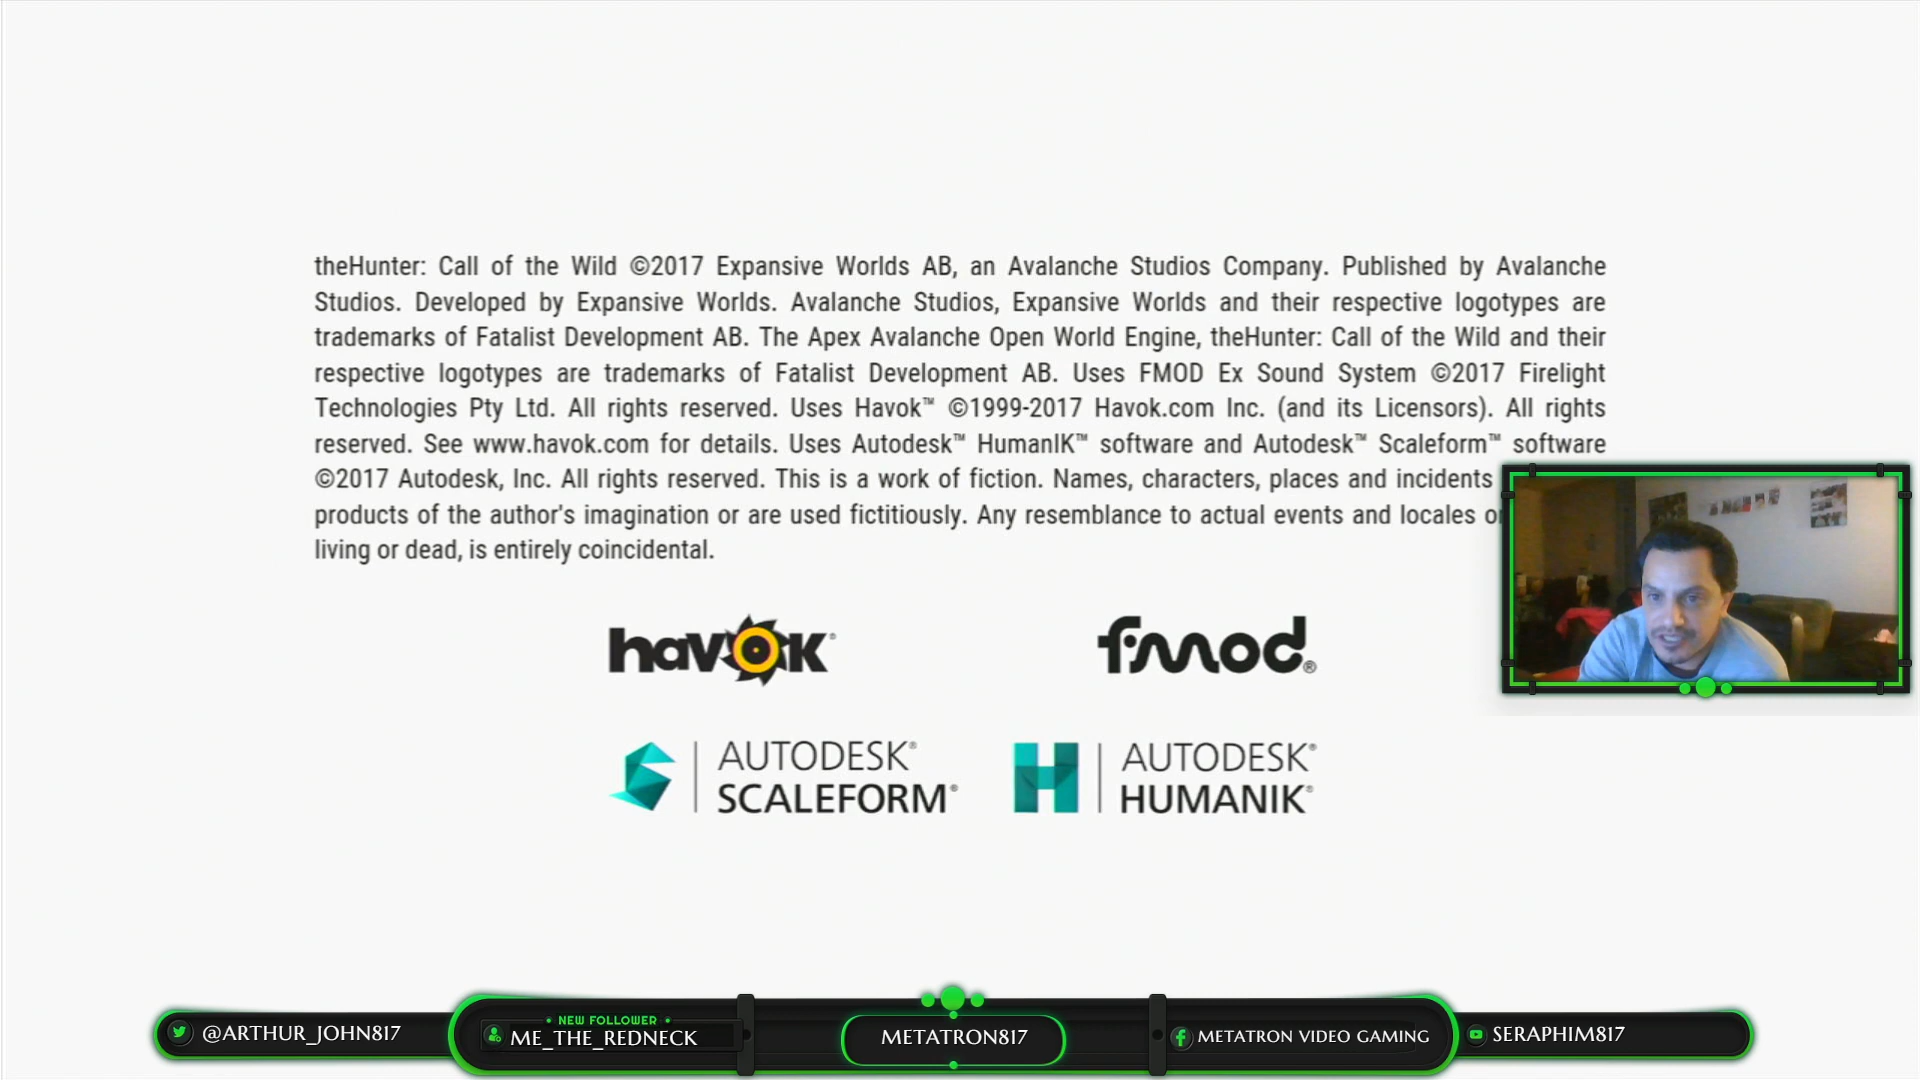 theHunter: Call of the Wild ©2017 Expansive Worlds AB, an Avalanche Studios Company. Published by Avalanche
Studios. Developed by Expansive Worlds. Avalanche Studios, Expansive Worlds and their respective logotypes are
trademarks of Fatalist Development AB. The Apex Avalanche Open World Engine, theHunter: Call of the Wild and their
respective logotypes are trademarks of Fatalist Development AB. Uses FMOD Ex Sound System ©2017 Firelight
Technologies Pty Ltd. All rights reserved. Uses Havok™ ©1999-2017 Havok.com Inc. (and its Licensors). All rights
reserved. See www.havok.com for details. Uses Autodesk™ HumanIK™ software and Autodesk™ Scaleform™ software
©2017 Autodesk, Inc. All rights reserved. This is a work of fiction. Names, characters, places and incidents
products of the author's imagination or are used fictitiously. Any resemblance to actual events and locales
living or dead, is entirely coincidental.
havok®
fmod®
AUTODESK®
SCALEFORM®
AUTODESK®
HUMANIK®
@ARTHUR_JOHN817
• NEW FOLLOWER •
ME_THE_REDNECK
METATRON817
METATRON VIDEO GAMING
SERAPHIM817